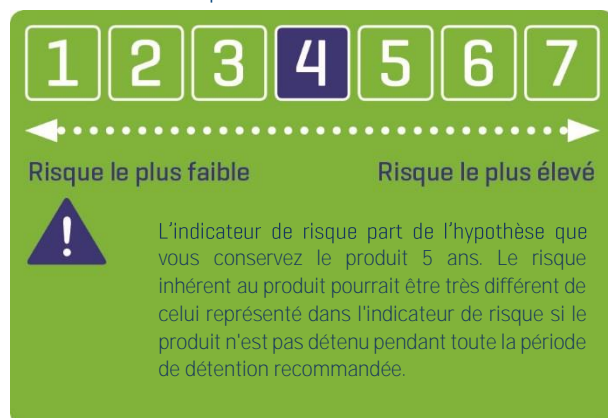 1 2 3 4 5 6 7
Risque le plus faible Risque le plus élevé
!
L'indicateur de risque part de l'hypothèse que
vous conservez le produit 5 ans. Le risque
inhérent au produit pourrait être très différent de
celui représenté dans l'indicateur de risque si le
produit n'est pas détenu pendant toute la période
de détention recommandée.